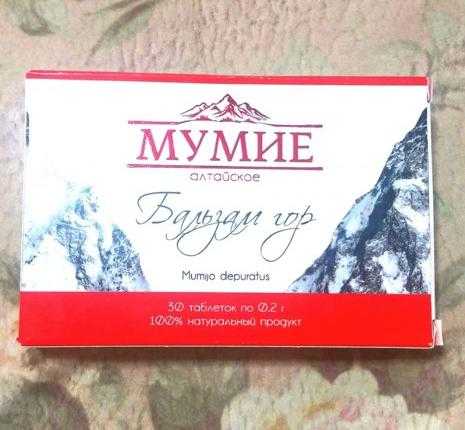 МУМИЕ
алтайское
Бальзам гор
Mumijo depuratus
30 таблеток по 0.2 г
100% натуральный продукт